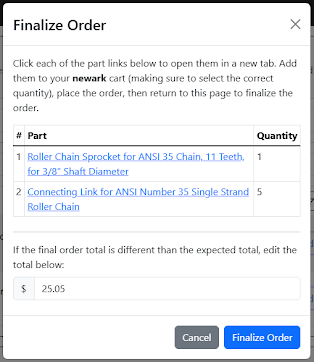 Finalize Order
Click each of the part links below to open them in a new tab. Add
them to your newark cart (making sure to select the correct
quantity), place the order, then return to this page to finalize the
order.
# Part Quantity
1 Roller Chain Sprocket for ANSI 35 Chain, 11 Teeth, 1
for 3/8" Shaft Diameter
2 Connecting Link for ANSI Number 35 Single Strand 5
Roller Chain
If the final order total is different than the expected total, edit the
total below:
$ 25.05
Cancel Finalize Order